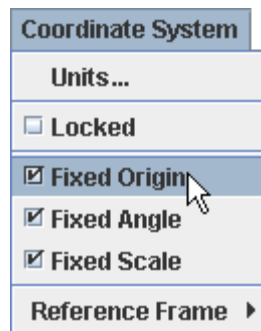 Coordinate System
Units...
Locked
Fixed Origin
Fixed Angle
Fixed Scale
Reference Frame